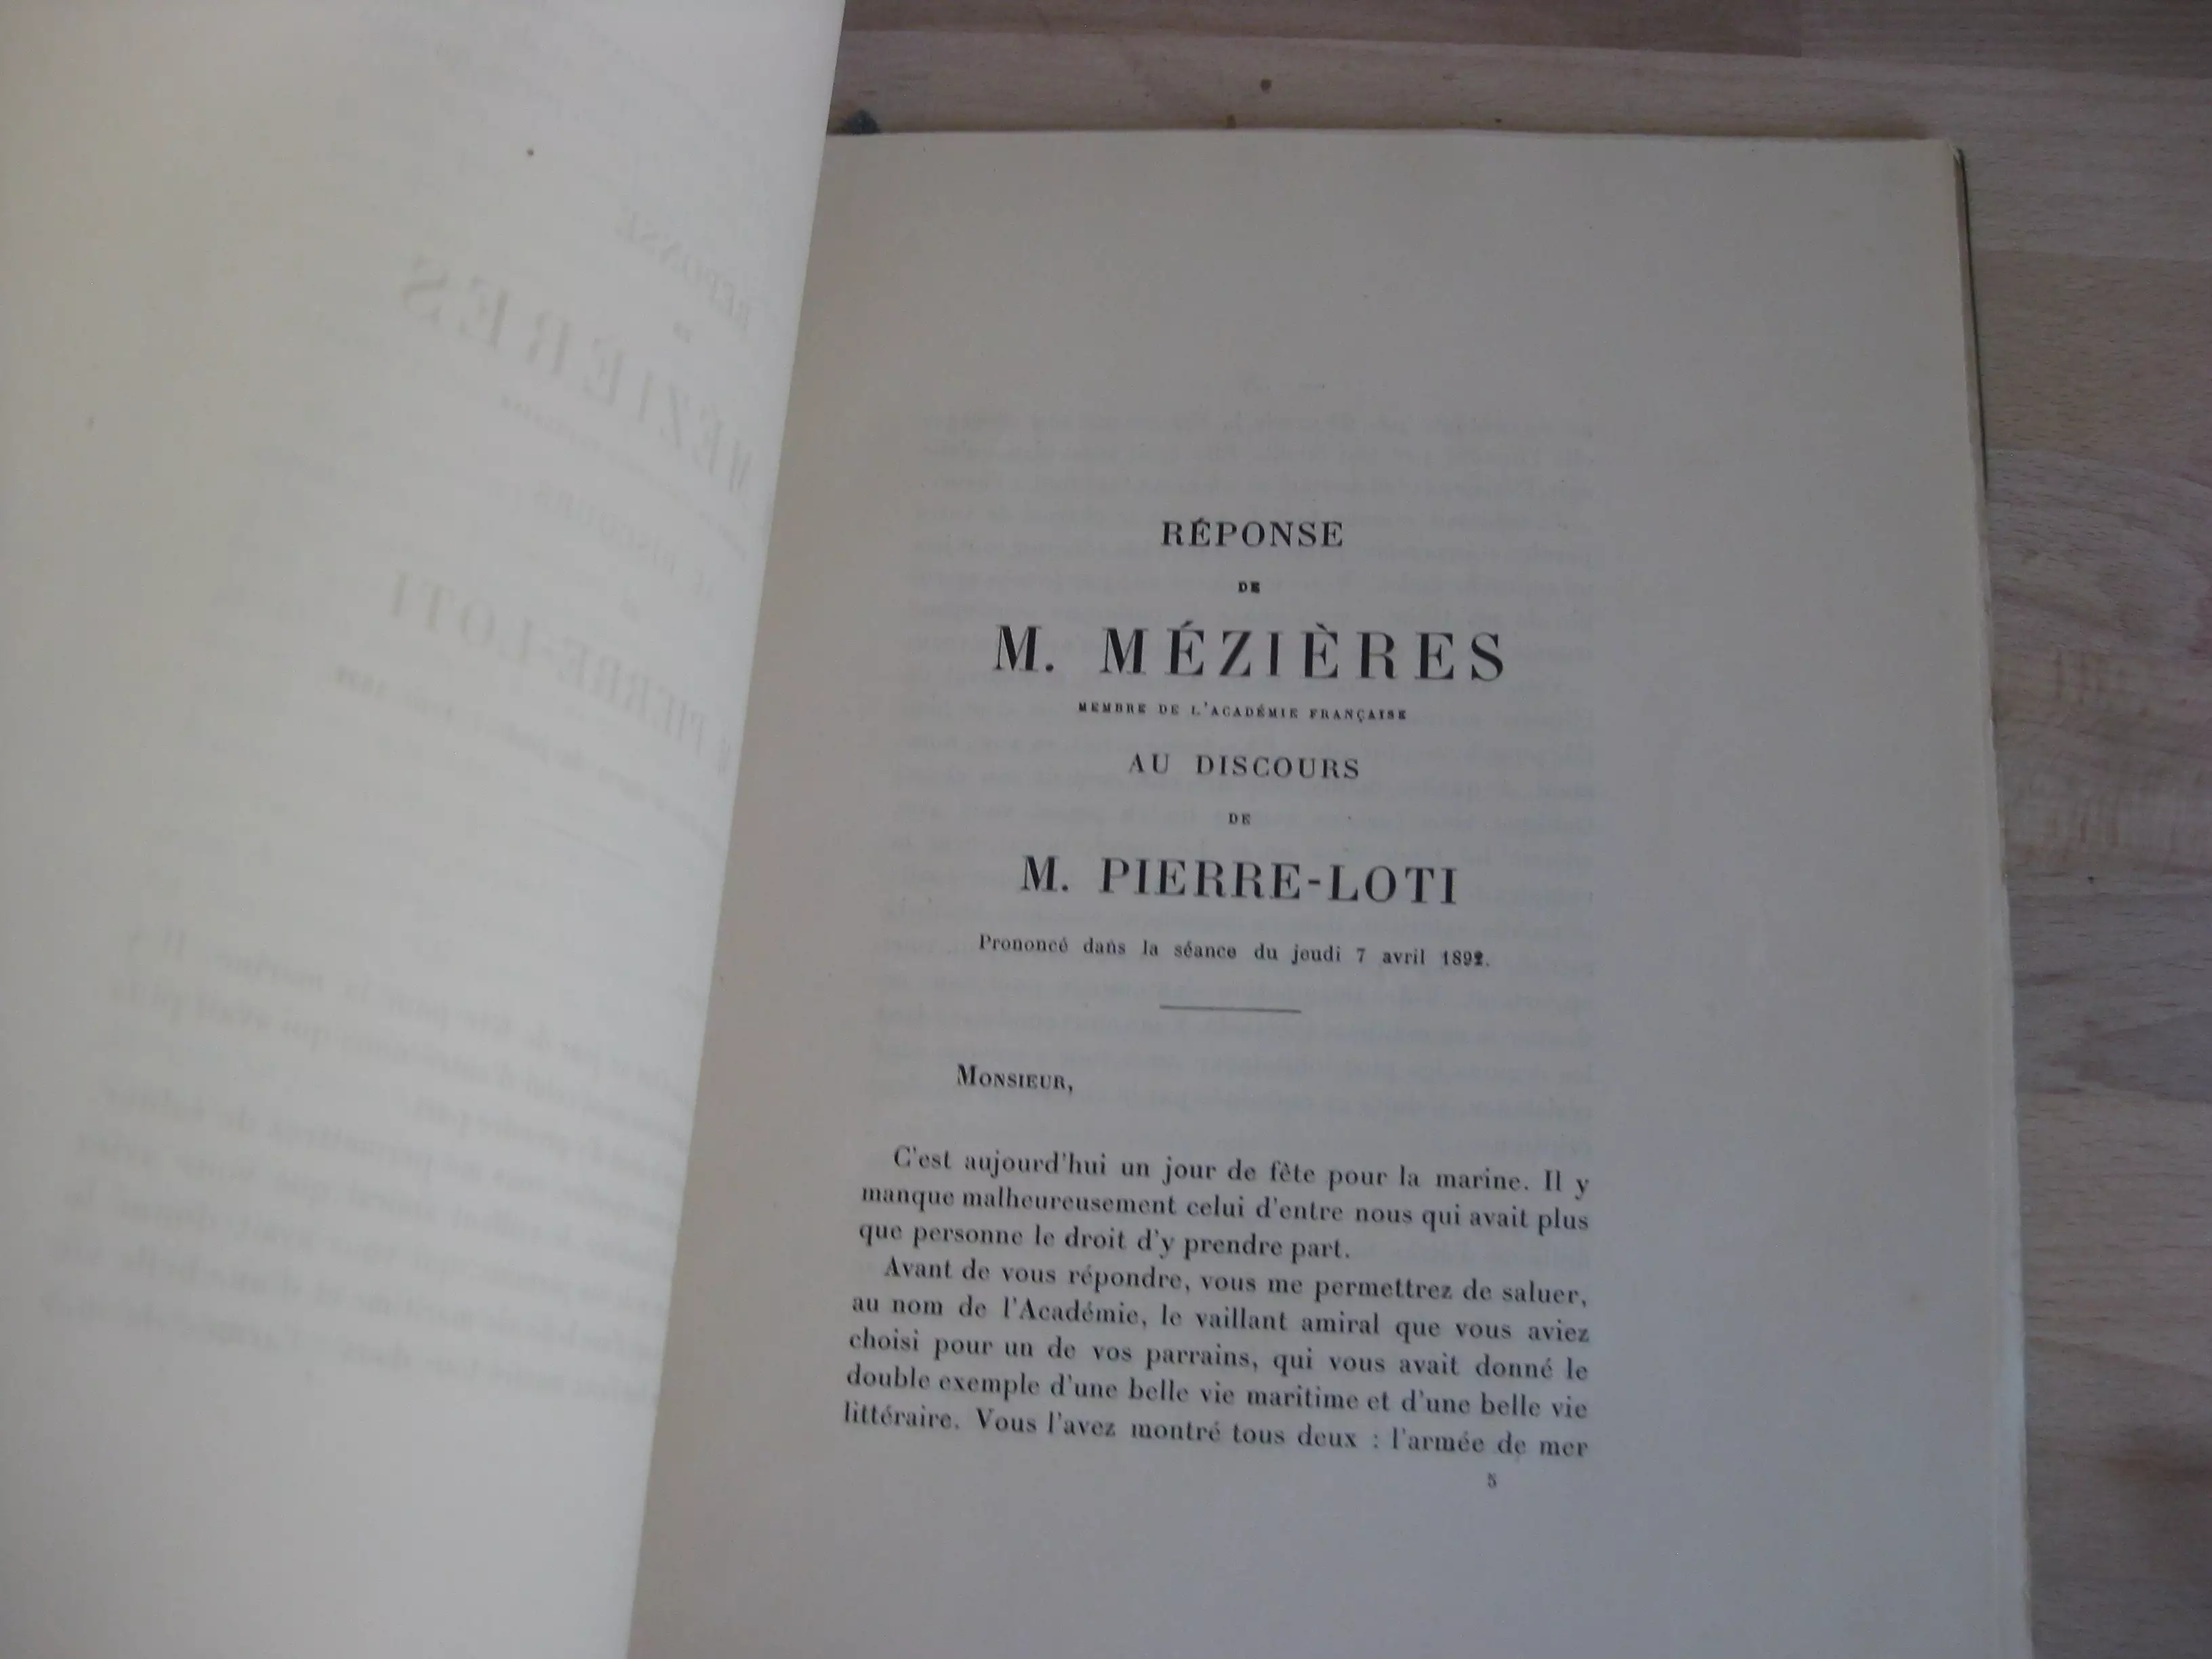 RÉPONSE
DE
M. MÉZIÈRES
MEMBRE DE L'ACADÉMIE FRANÇAISE
AU DISCOURS
DE
M. PIERRE-LOTI
Prononcé dans la séance du jeudi 7 avril 1892.
MONSIEUR,
C'est aujourd'hui un jour de fête pour la marine. Il y
manque malheureusement celui d'entre nous qui avait plus
que personne le droit d'y prendre part.
Avant de vous répondre, vous me permettrez de saluer,
au nom de l'Académie, le vaillant amiral que vous aviez
choisi pour un de vos parrains, qui vous avait donné le
double exemple d'une belle vie maritime et d'une belle vie
littéraire. Vous l'avez montré tous deux : l'armée de mer
5